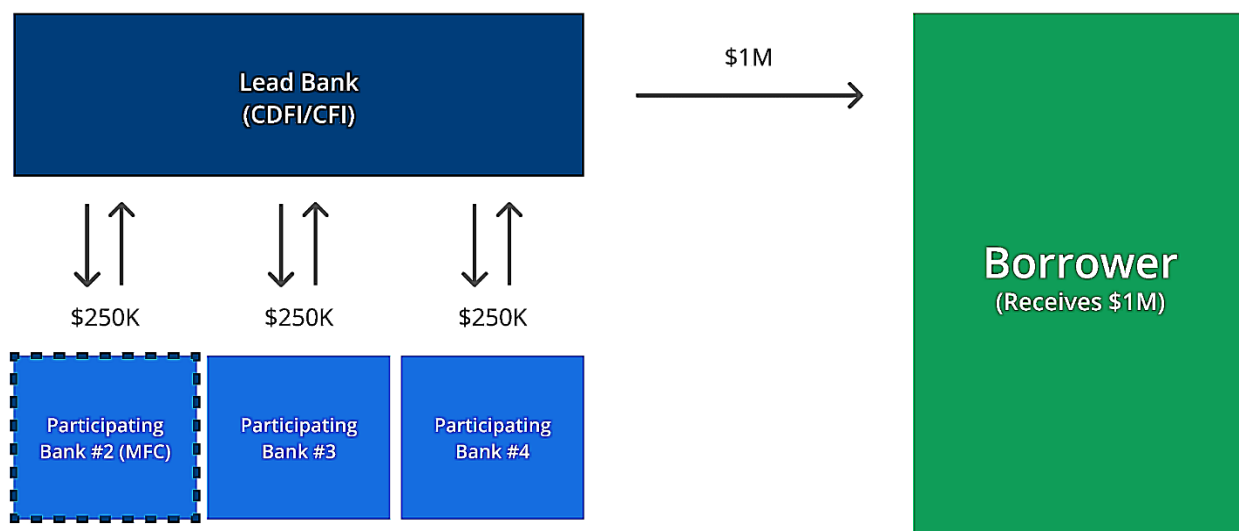 Lead Bank
(CDFI/CFI)
$1M
Borrower
(Receives $1M)
$250K
$250K
$250K
Participating
Bank #2 (MFC)
Participating
Bank #3
Participating
Bank #4